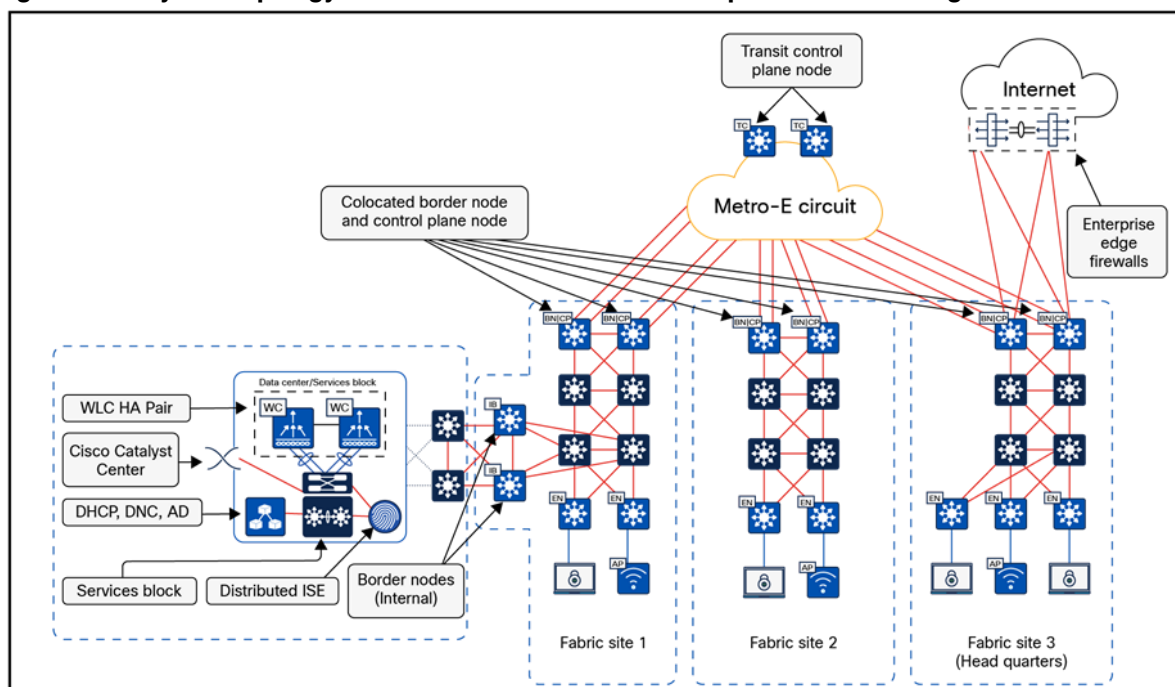 Transit control
plane node
Internet
TC
TC
Colocated border node
and control plane node
Metro-E circuit
Enterprise
edge
firewalls
BN|CP
BN|CP
BN|CP
BN|CP
BN|CP
BN|CP
Data center/Services block
WLC HA Pair
WC
WC
IB
Cisco Catalyst
Center
IB
DHCP, DNC, AD
EN
EN
EN
EN
EN
EN
EN
AP
AP
AP
Services block
Distributed ISE
Border nodes
(Internal)
Fabric site 1
Fabric site 2
Fabric site 3
(Head quarters)